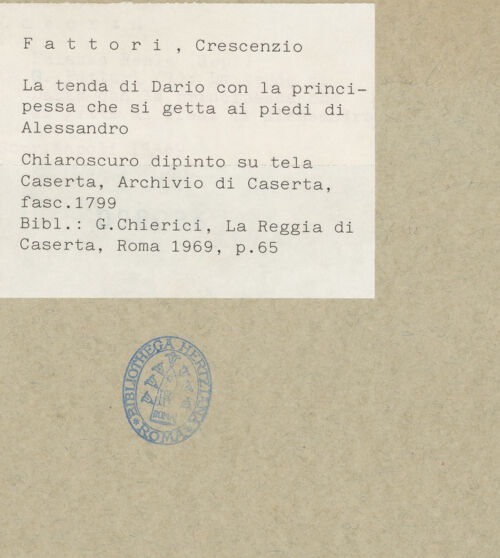 Fattori, Crescenzio
La tenda di Dario con la princi-
pessa che si getta ai piedi di
Alessandro
Chiaroscuro dipinto su tela
Caserta, Archivio di Caserta,
fasc.1799
Bibl.: G.Chierici, La Reggia di
Caserta, Roma 1969, p.65
BIBLIOTHECA HERTZIANA
ROMA